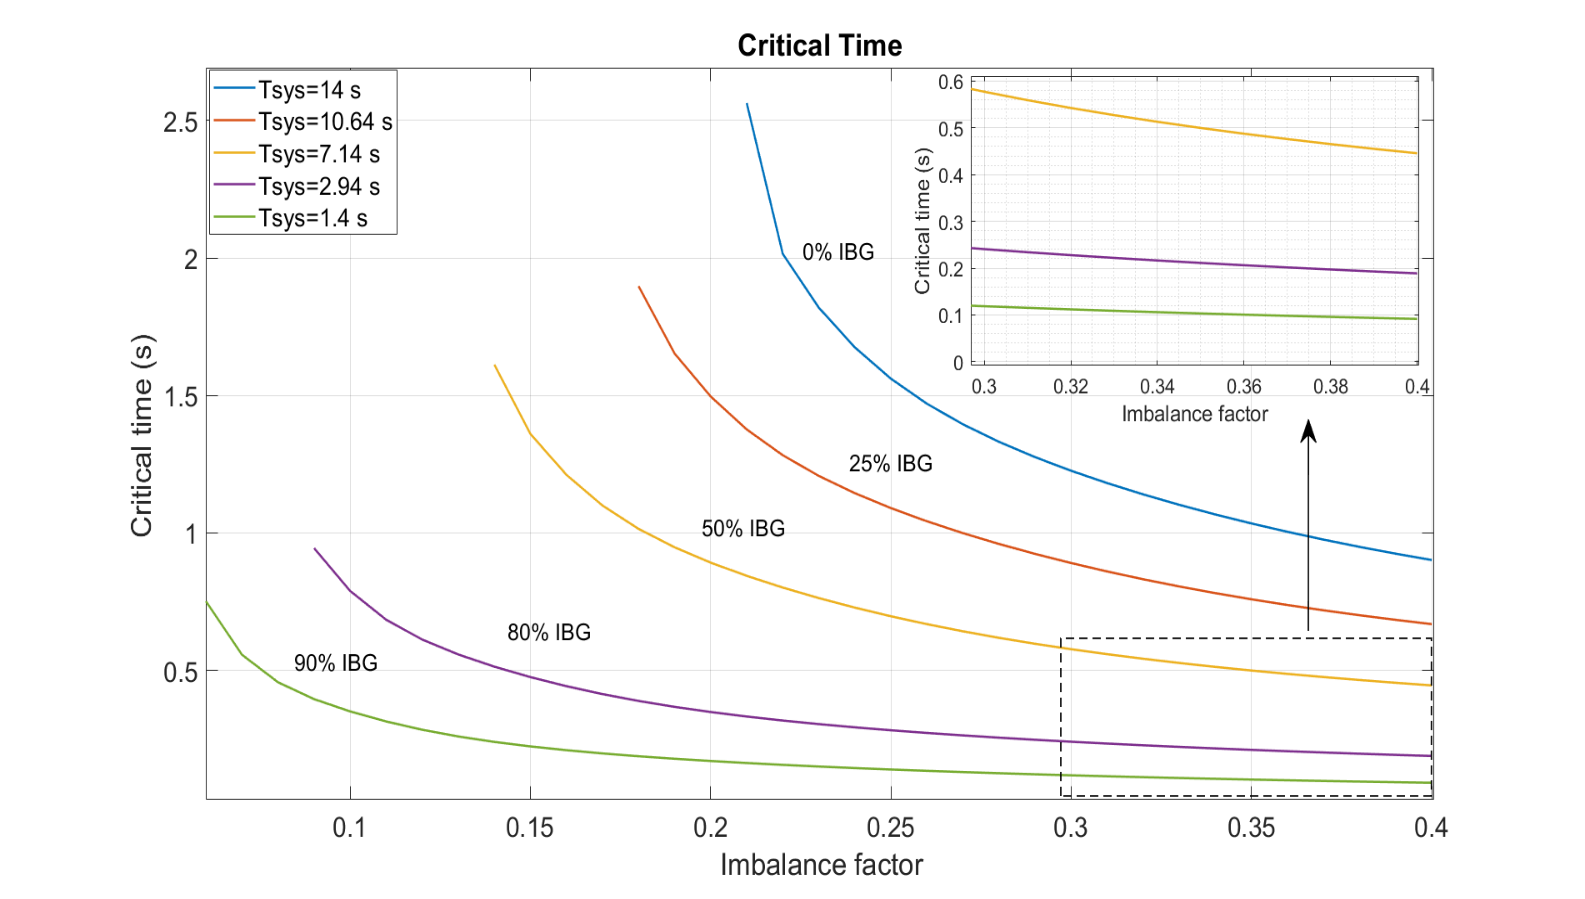 Critical Time
Tsys=14 s
Tsys=10.64 s
Tsys=7.14 s
Tsys=2.94 s
Tsys=1.4 s
2.5
2
1.5
1
0.5
Critical time (s)
0% IBG
25% IBG
50% IBG
80% IBG
90% IBG
0.6
0.5
0.4
0.3
0.2
0.1
0
Critical time (s)
0.3 0.32 0.34 0.36 0.38 0.4
Imbalance factor
0.1 0.15 0.2 0.25 0.3 0.35 0.4
Imbalance factor